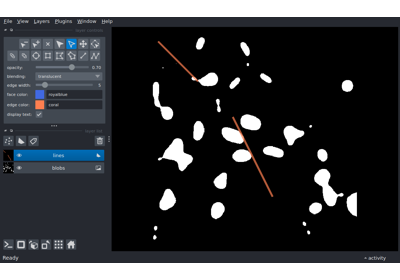 File View Layers Plugins Window Help
opacity: 0.70
blending: translucent
edge width: 5
face color: royalblue
edge color: coral
display text: ✓
lines
blobs
Ready
activity